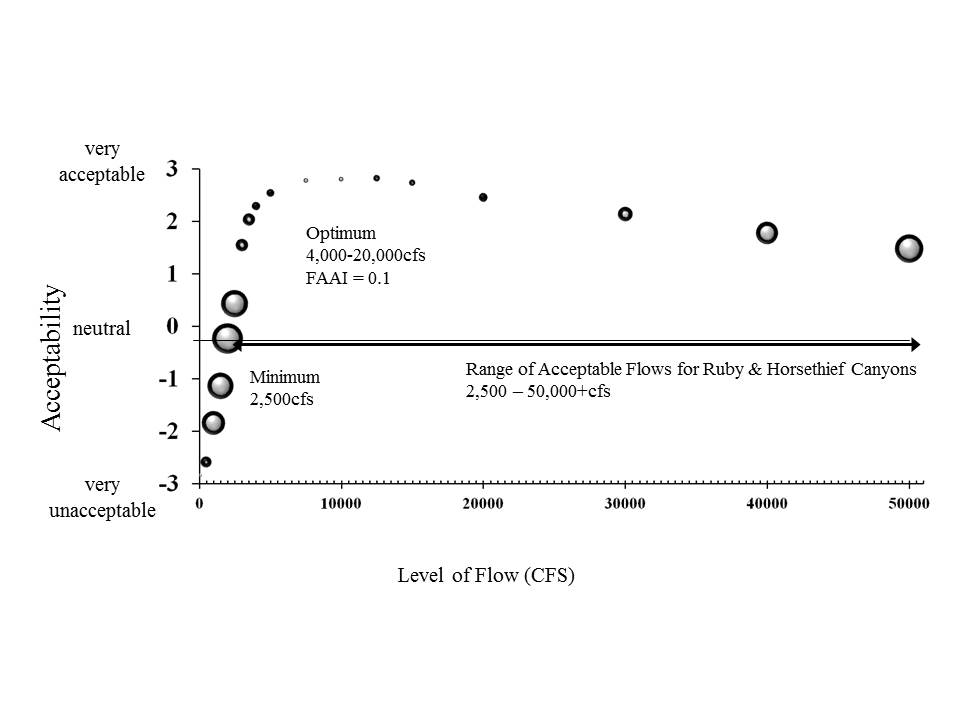 very
acceptable
3
2
Optimum
4,000-20,000cfs
FAAI = 0.1
1
Acceptability
neutral
0
Range of Acceptable Flows for Ruby & Horsethief Canyons
2,500 – 50,000+cfs
Minimum
2,500cfs
-1
-2
very
unacceptable
-3
0 10000 20000 30000 40000 50000
Level of Flow (CFS)